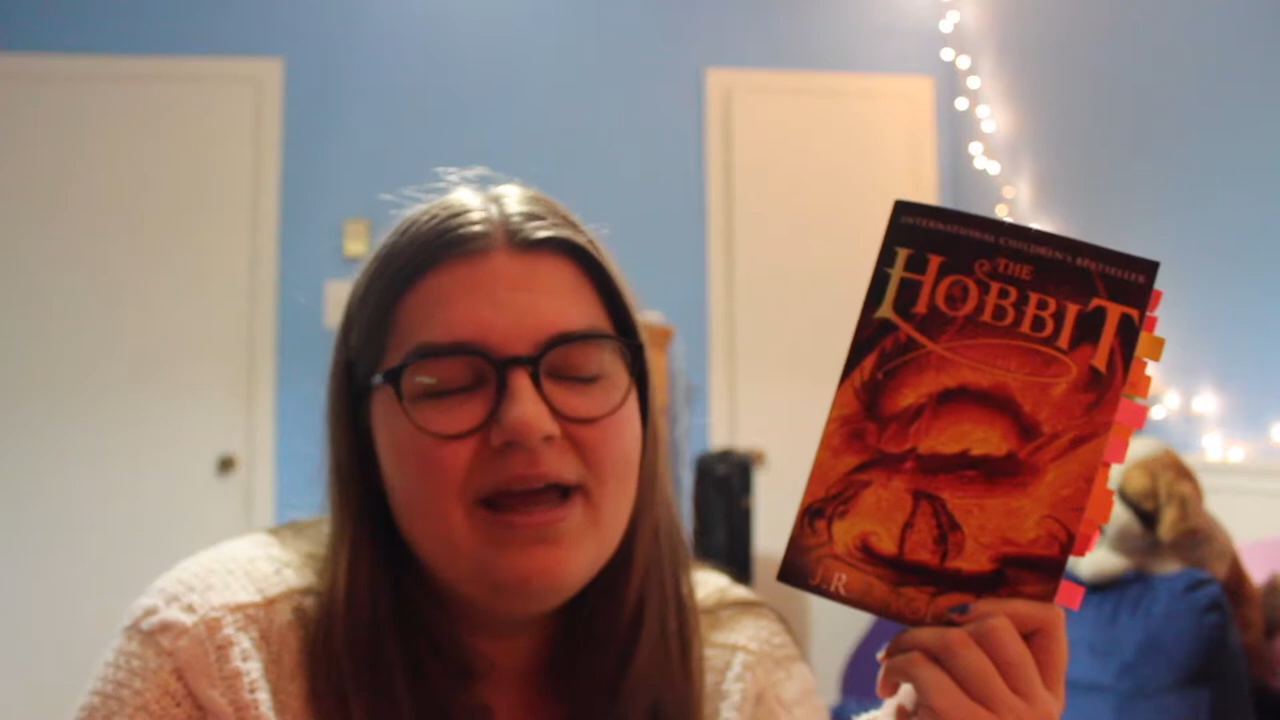 INTERNATIONAL CHILDREN'S BESTSELLER
THE
HOBBIT
J.R